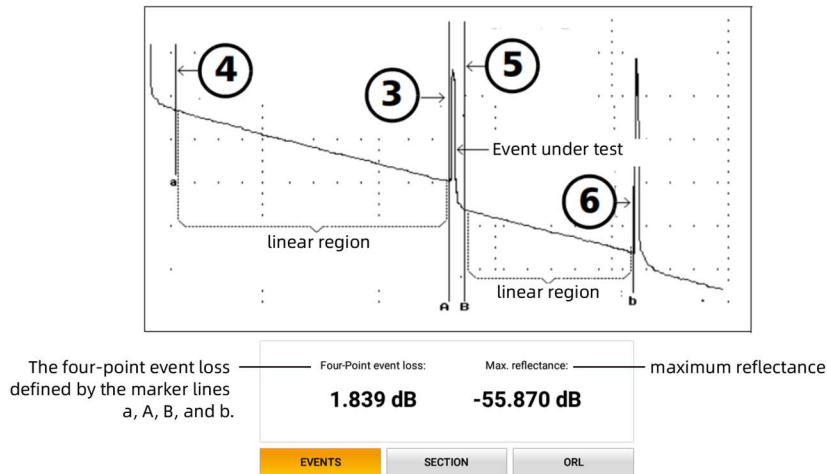 4
5
3
Event under test
a
6
linear region
linear region
A B
b
The four-point event loss
defined by the marker lines
a, A, B, and b.
Four-Point event loss:
1.839 dB
Max. reflectance:
-55.870 dB
maximum reflectance
EVENTS
SECTION
ORL